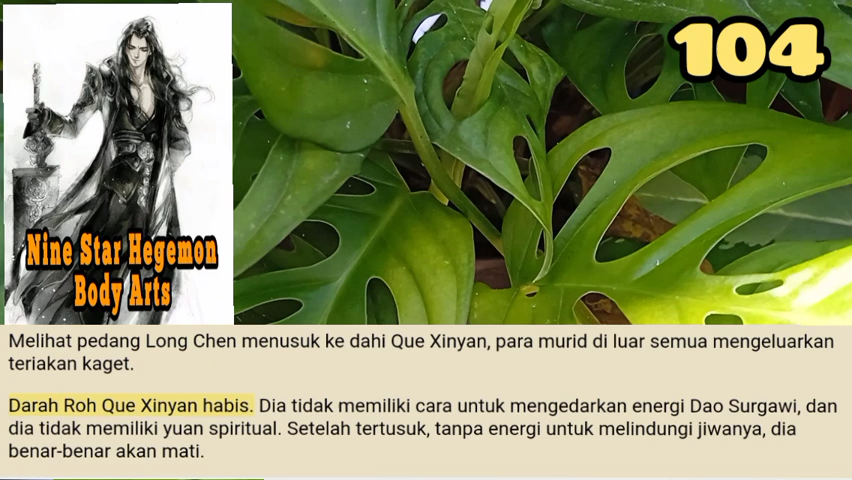 104
Nine Star Hegemon
Body Arts
Melihat pedang Long Chen menusuk ke dahi Que Xinyan, para murid di luar semua mengeluarkan
teriakan kaget.
Darah Roh Que Xinyan habis. Dia tidak memiliki cara untuk mengedarkan energi Dao Surgawi, dan
dia tidak memiliki yuan spiritual. Setelah tertusuk, tanpa energi untuk melindungi jiwanya, dia
benar-benar akan mati.